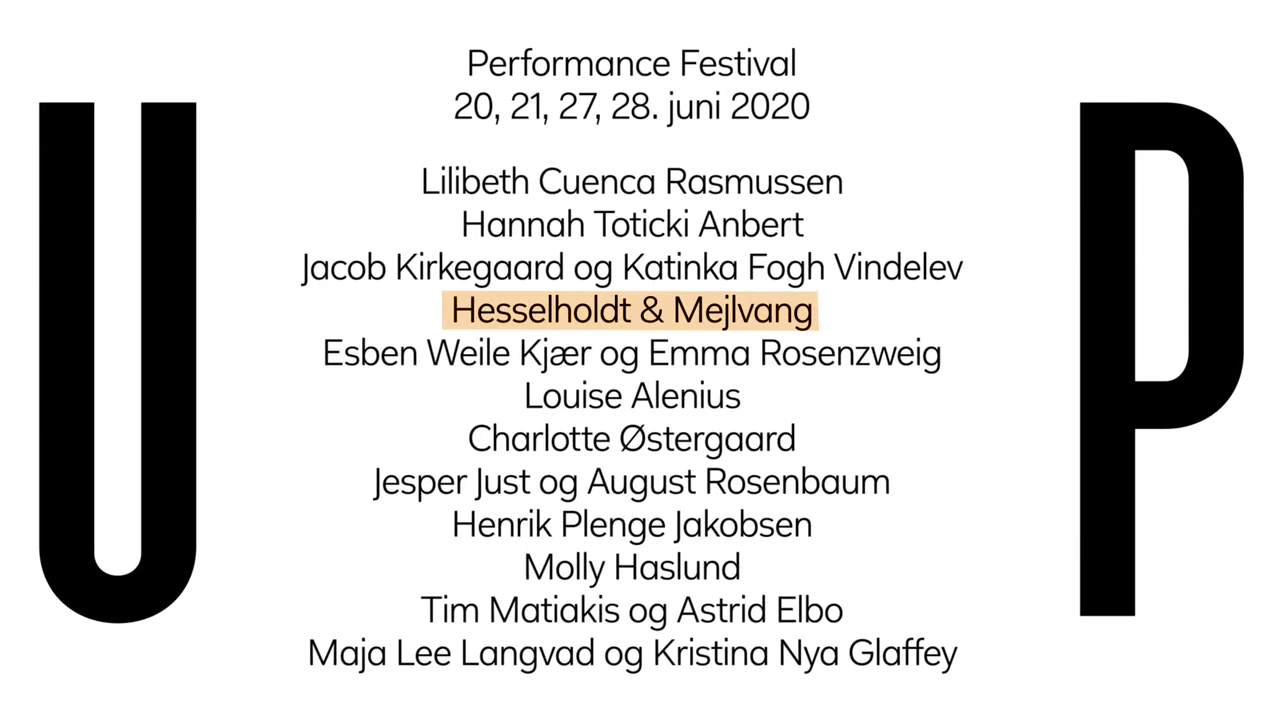 U
P
Performance Festival
20, 21, 27, 28. juni 2020
Lilibeth Cuenca Rasmussen
Hannah Toticki Anbert
Jacob Kirkegaard og Katinka Fogh Vindelev
Hesselholdt & Mejlvang
Esben Weile Kjær og Emma Rosenzweig
Louise Alenius
Charlotte Østergaard
Jesper Just og August Rosenbaum
Henrik Plenge Jakobsen
Molly Haslund
Tim Matiakis og Astrid Elbo
Maja Lee Langvad og Kristina Nya Glaffey